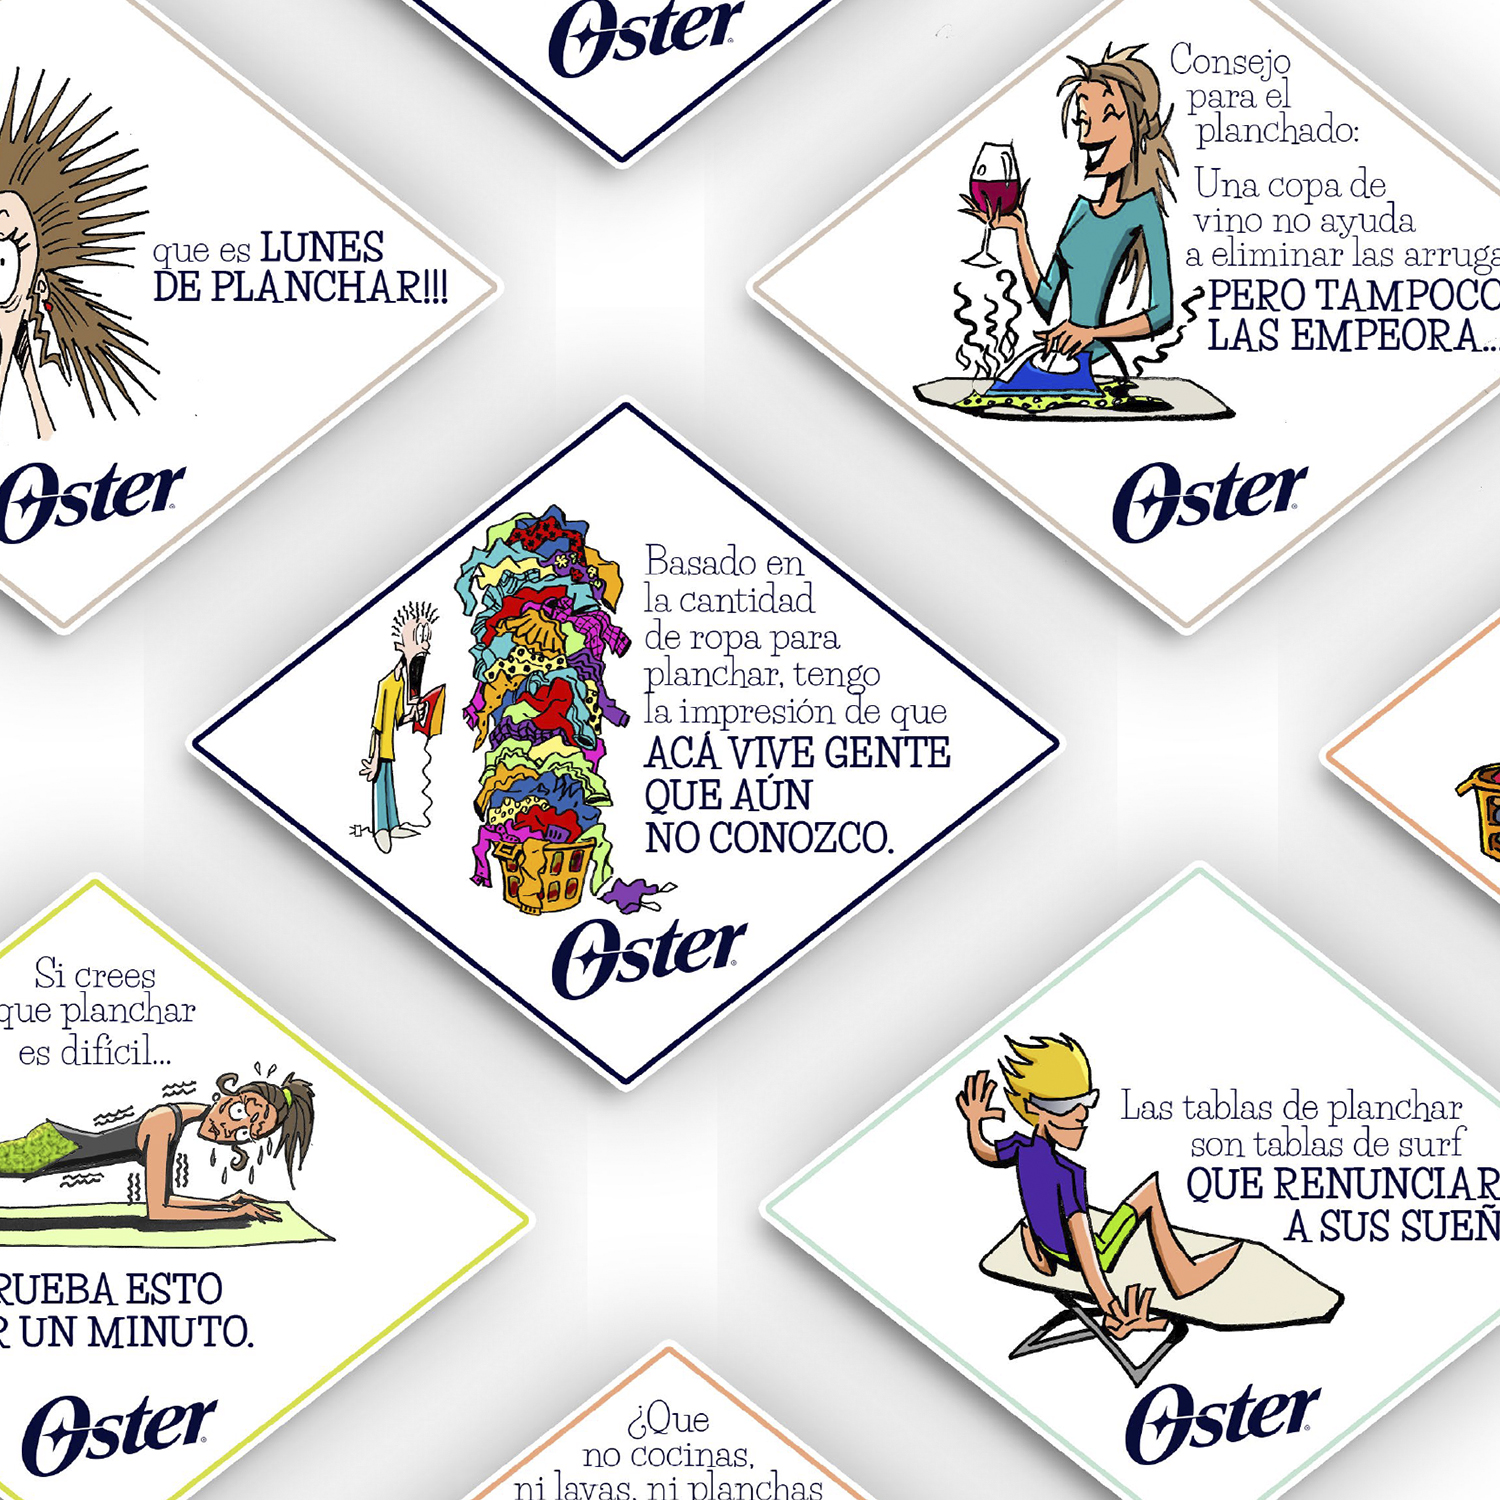 Oster
que es LUNES
DE PLANCHAR!!!
Oster
Consejo
para el
planchado:
Una copa de
vino no ayuda
a eliminar las arruga
PERO TAMPOCO
LAS EMPEORA...
Oster
Basado en
la cantidad
de ropa para
planchar, tengo
la impresión de que
ACÁ VIVE GENTE
QUE AÚN
NO CONOZCO.
Oster
Si crees
que planchar
es difícil...
RUEBA ESTO
R UN MINUTO.
Oster
Las tablas de planchar
son tablas de surf
QUE RENUNCIAR
A SUS SUEÑ
Oster
¿Que
no cocinas,
ni lavas, ni planchas